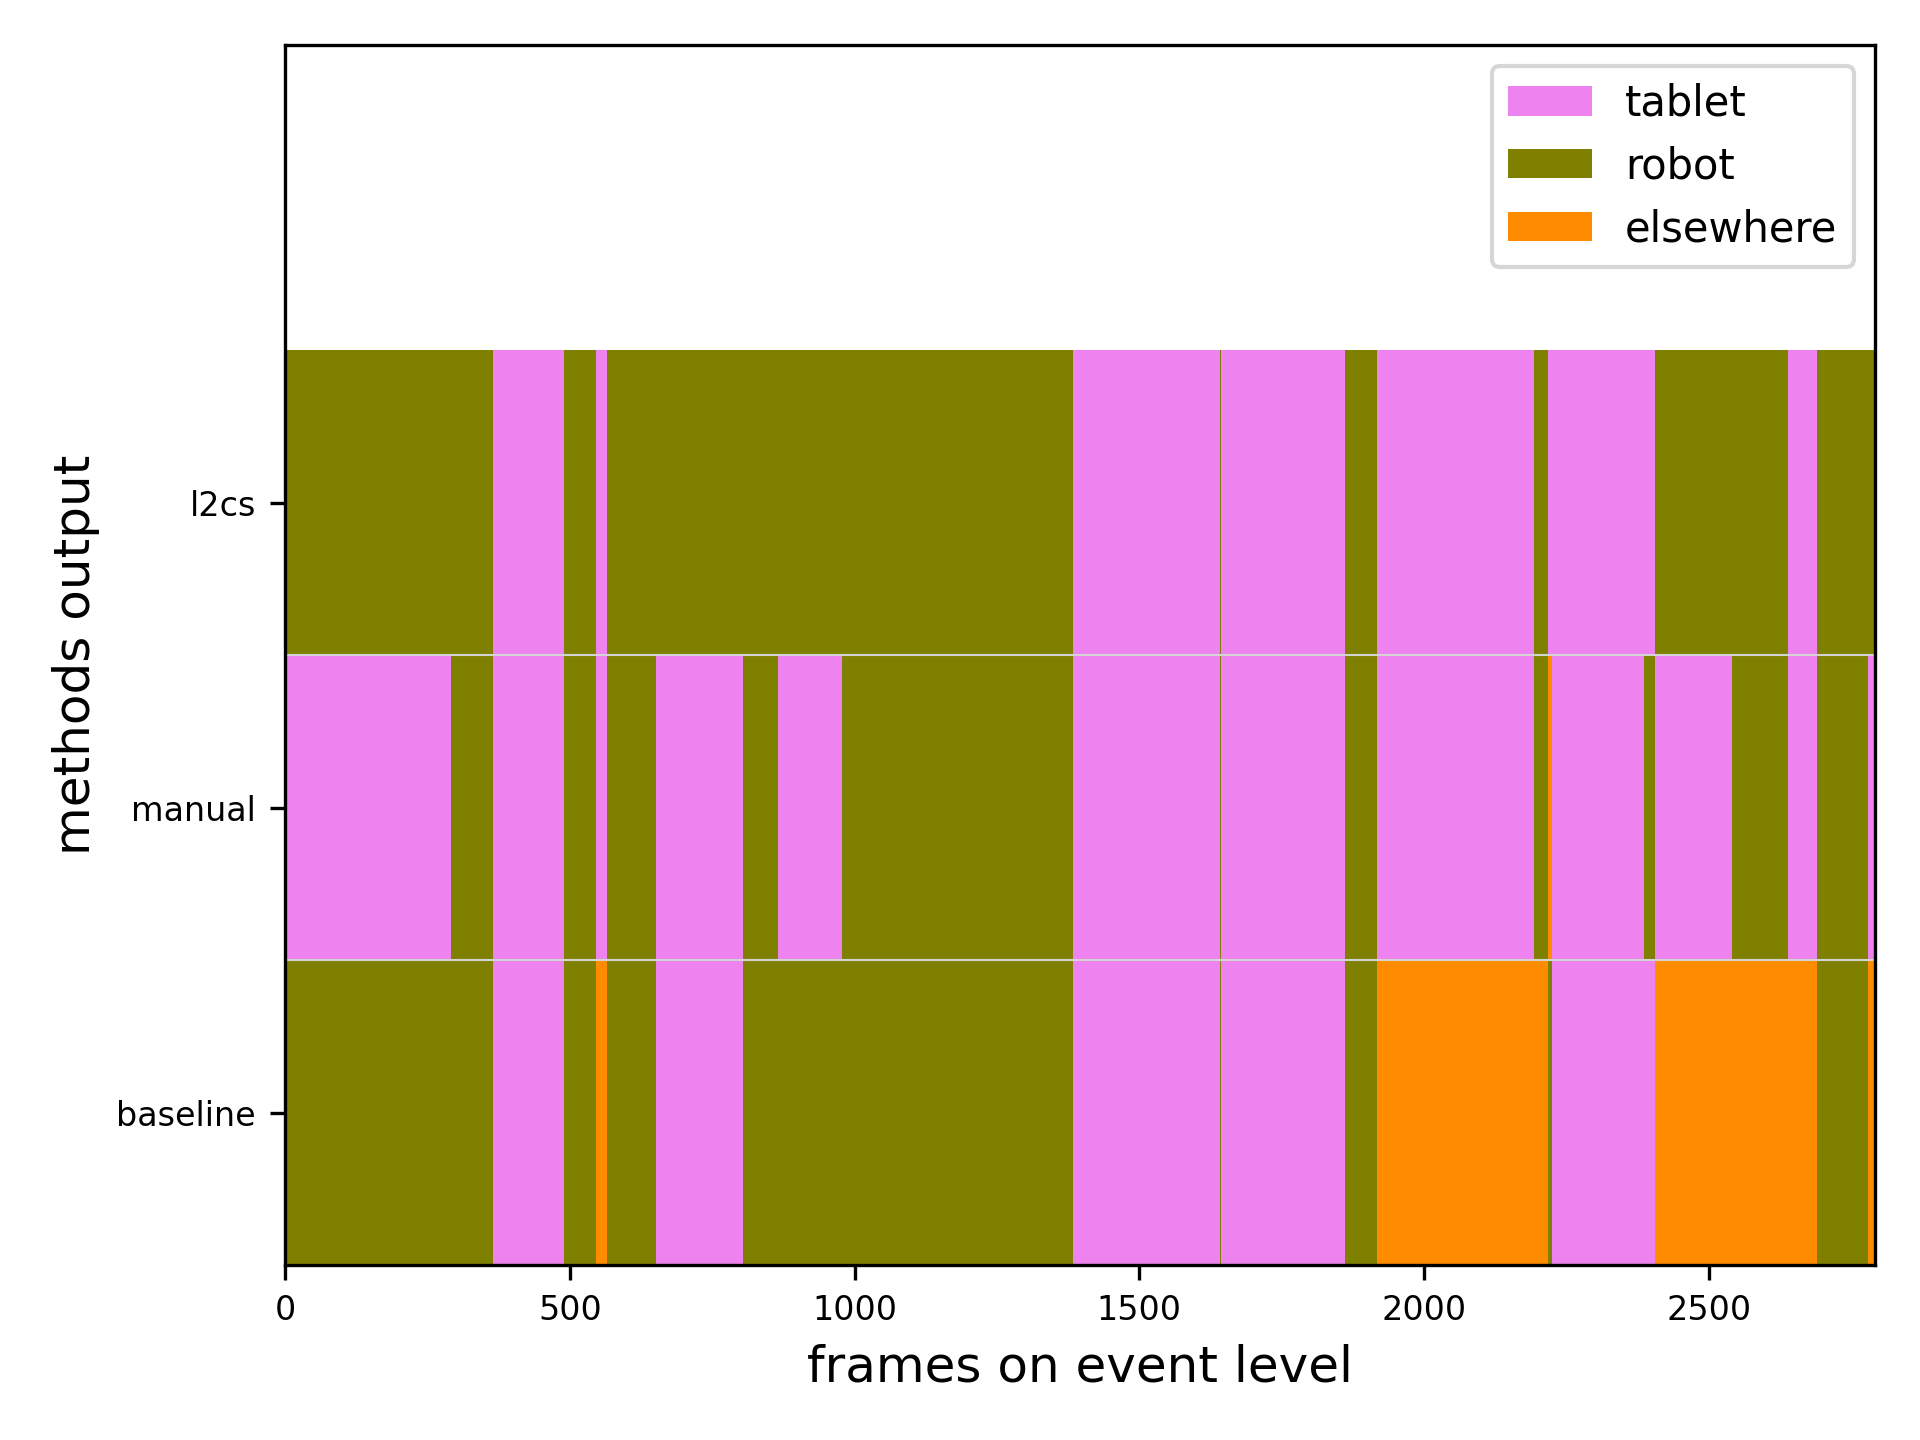 tablet
robot
elsewhere
methods output
l2cs
manual
baseline
0 500 1000 1500 2000 2500
frames on event level